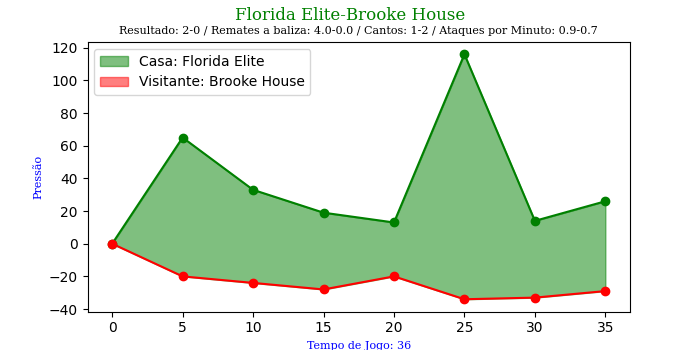 Florida Elite-Brooke House
Resultado: 2-0 / Remates a baliza: 4.0-0.0 / Cantos: 1-2 / Ataques por Minuto: 0.9-0.7
Casa: Florida Elite
Visitante: Brooke House
Pressão
120
100
80
60
40
20
0
−20
−40
0 5 10 15 20 25 30 35
Tempo de Jogo: 36